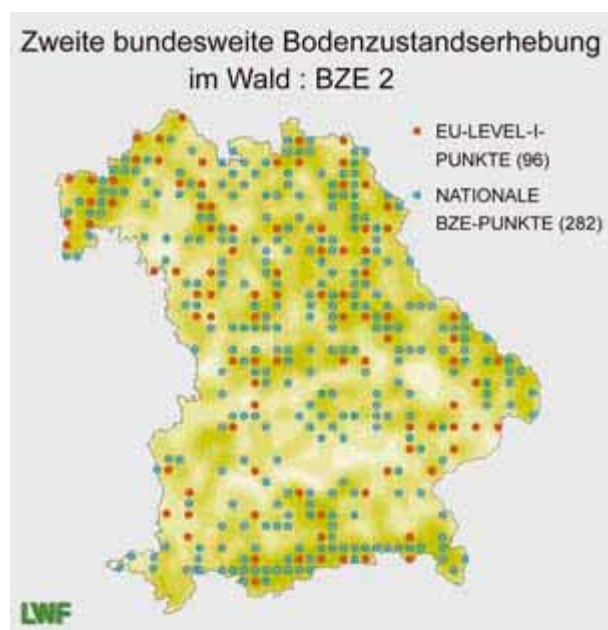 Zweite bundesweite Bodenzustandserhebung
im Wald : BZE 2
EU-LEVEL-I-
PUNKTE (96)
NATIONALE
BZE-PUNKTE (282)
LWF